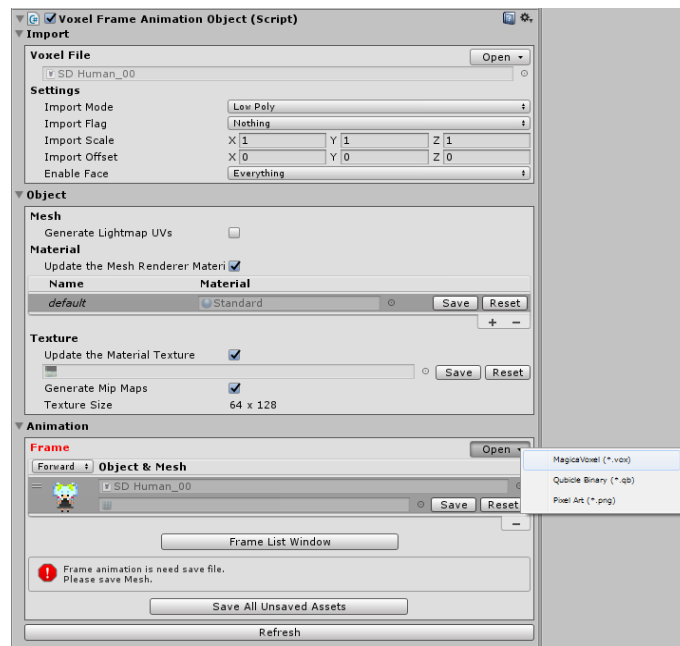 Voxel Frame Animation Object (Script)
Import
Voxel File
Open
SD Human_00
Settings
Import Mode Low Poly
Import Flag Nothing
Import Scale X 1 Y 1 Z 1
Import Offset X 0 Y 0 Z 0
Enable Face Everything
Object
Mesh
Generate Lightmap UVs
Material
Update the Mesh Renderer Materi
Name Material
default Standard Save Reset
+ −
Texture
Update the Material Texture
Save Reset
Generate Mip Maps
Texture Size 64 x 128
Animation
Frame Open
Forward Object & Mesh
SD Human_00
Save Reset
−
Frame List Window
Frame animation is need save file.
Please save Mesh.
Save All Unsaved Assets
Refresh
MagicaVoxel (*.vox)
Qubicle Binary (*.qb)
Pixel Art (*.png)